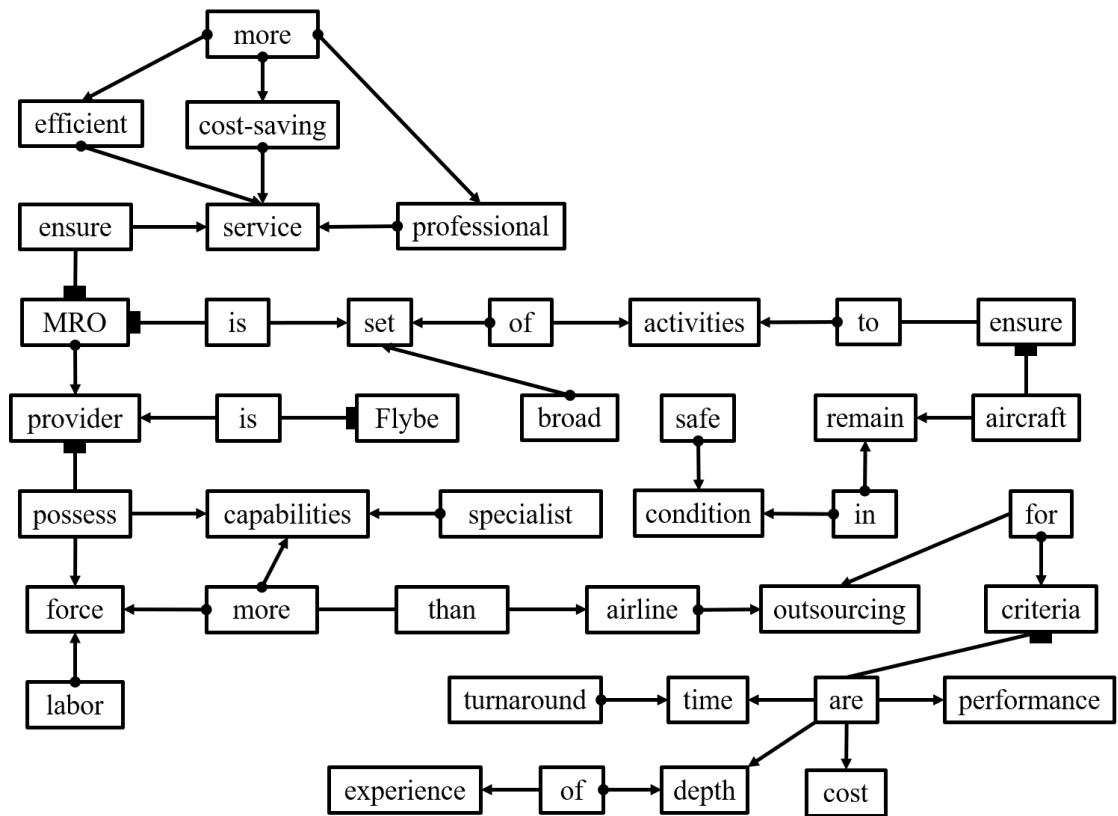 more
efficient
cost-saving
ensure
service
professional
MRO
is
set
of
activities
to
ensure
provider
is
Flybe
broad
safe
remain
aircraft
possess
capabilities
specialist
condition
in
for
force
more
than
airline
outsourcing
criteria
labor
turnaround
time
are
performance
experience
of
depth
cost